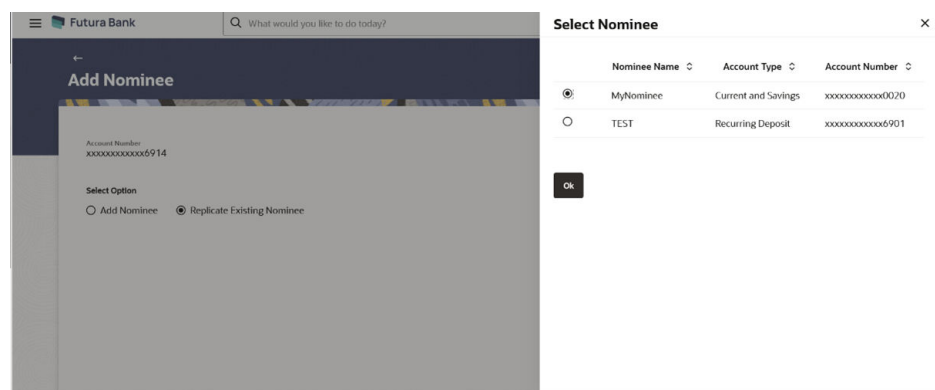 Futura Bank
What would you like to do today?
Add Nominee
Account Number
xxxxxxxxxxxx6914
Select Option
Add Nominee Replicate Existing Nominee
Select Nominee
Nominee Name Account Type Account Number
MyNominee Current and Savings xxxxxxxxxxxx0020
TEST Recurring Deposit xxxxxxxxxxxx6901
Ok